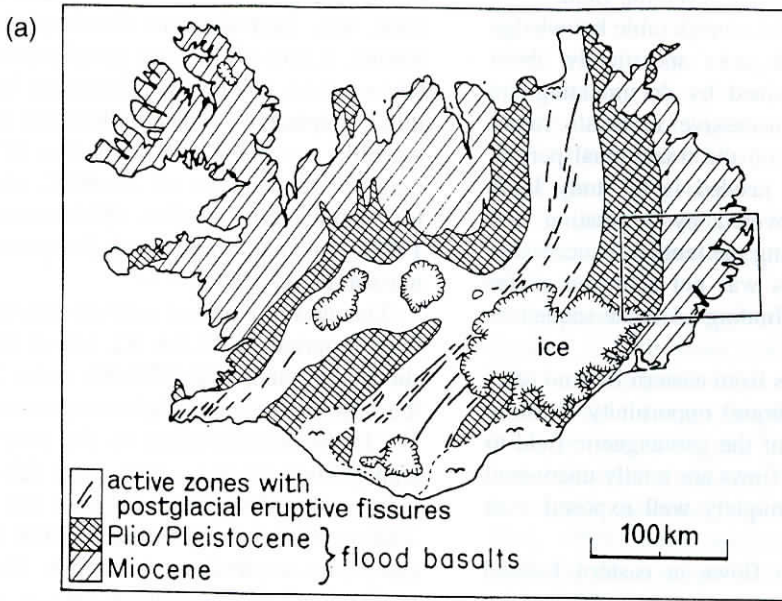 (a)
ice
active zones with
postglacial eruptive fissures
Plio/Pleistocene
Miocene
flood basalts
100km